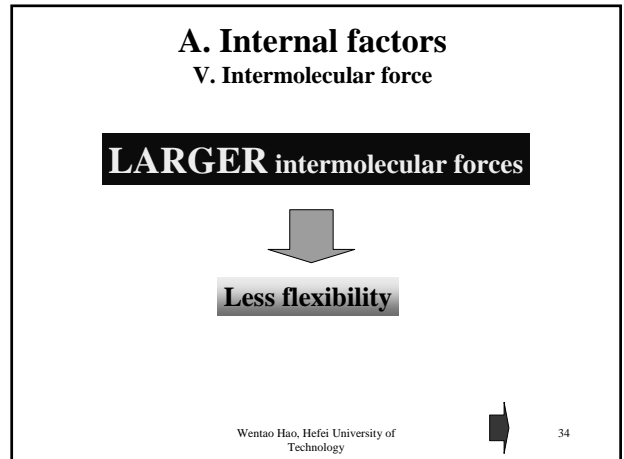 A. Internal factors
V. Intermolecular force
LARGER intermolecular forces
Less flexibility
Wentao Hao, Hefei University of
Technology
34